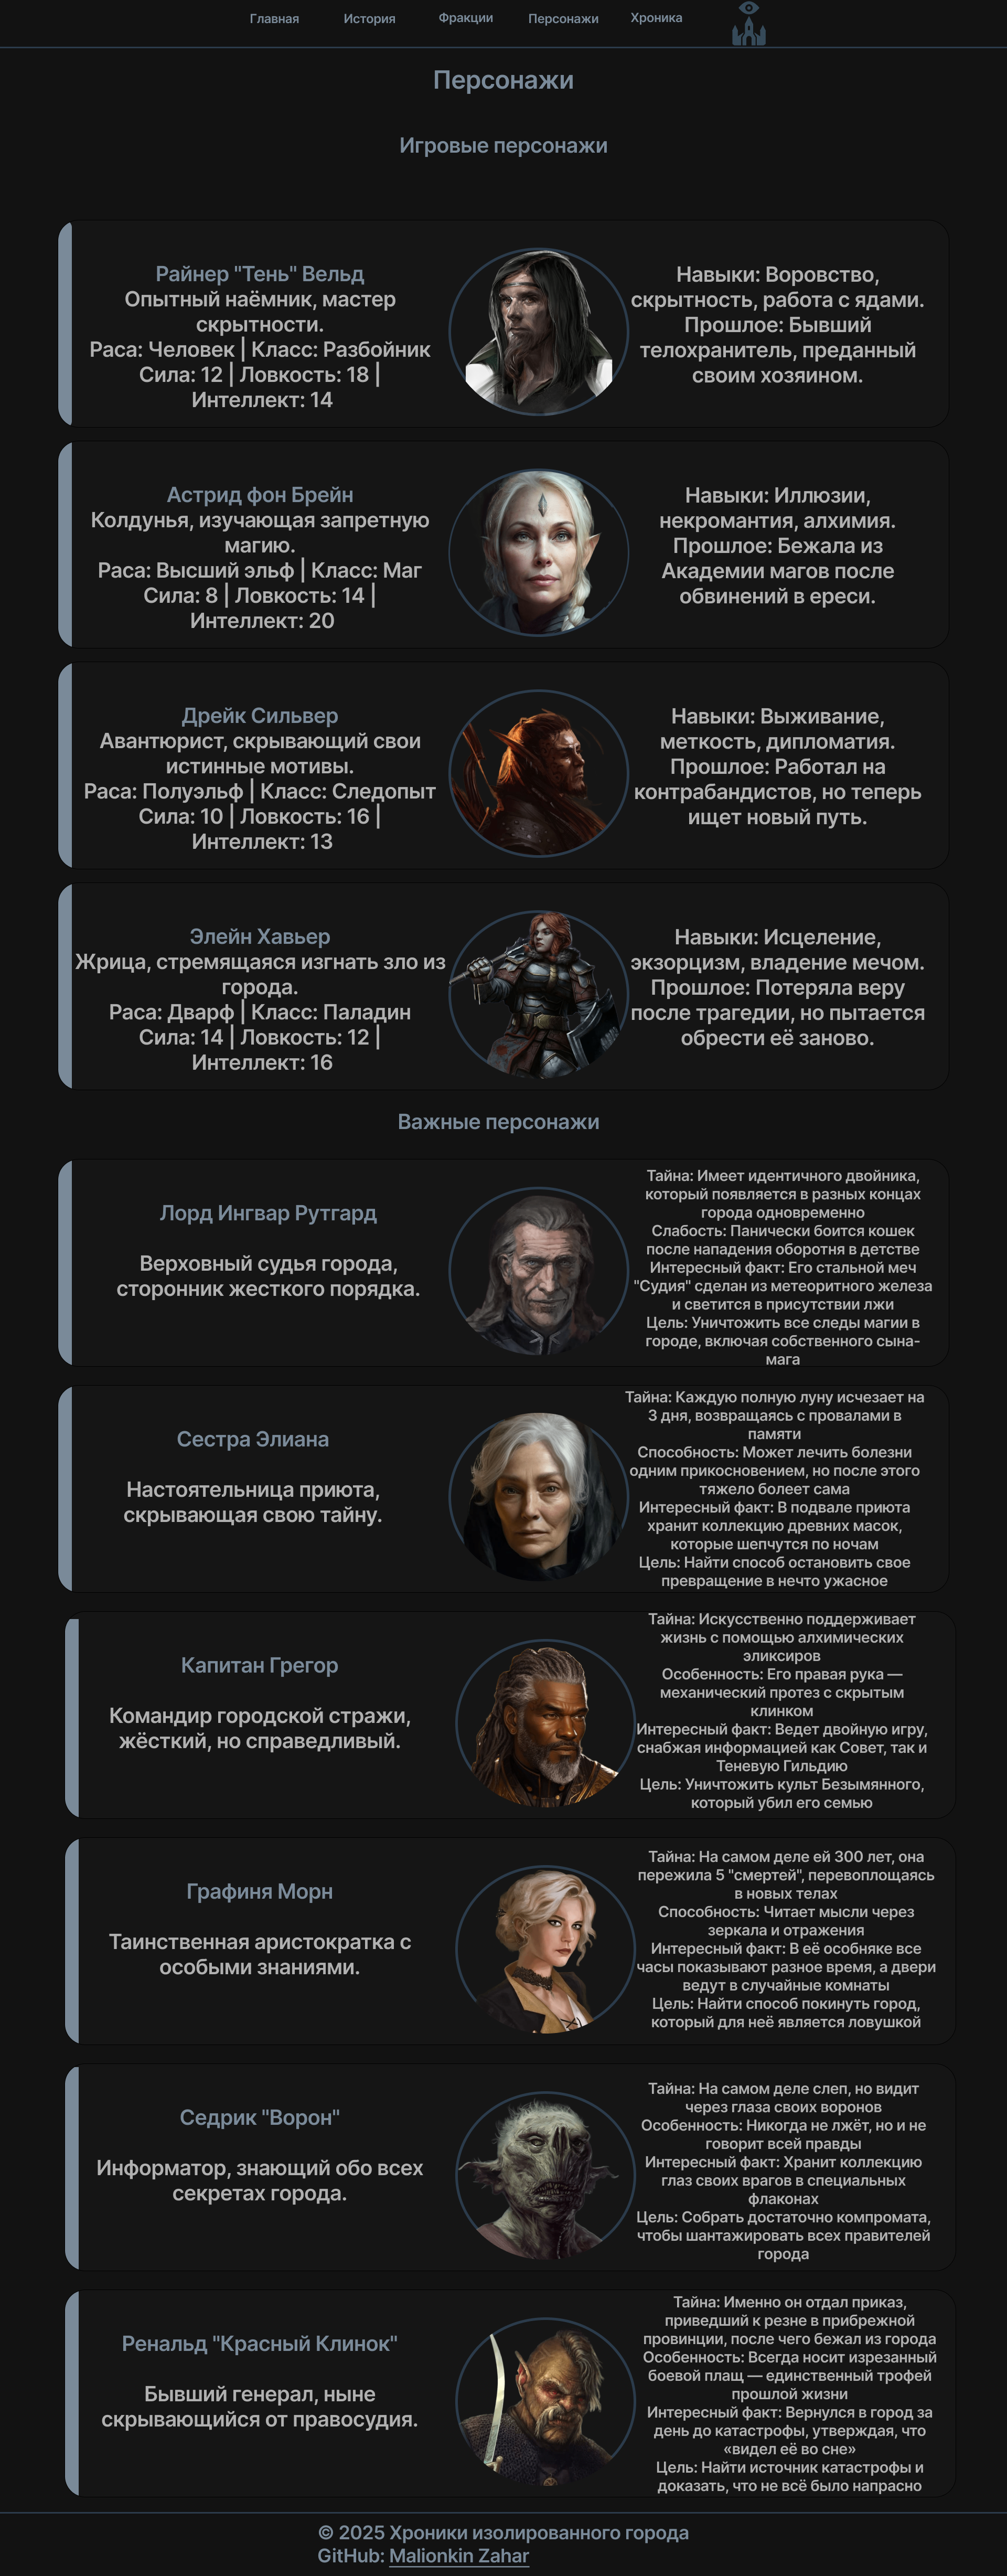 Главная
История
Фракции
Персонажи
Хроника
Персонажи
Игровые персонажи
Райнер "Тень" Вельд
Опытный наёмник, мастер
скрытности.
Раса: Человек | Класс: Разбойник
Сила: 12 | Ловкость: 18 |
Интеллект: 14
Навыки: Воровство,
скрытность, работа с ядами.
Прошлое: Бывший
телохранитель, преданный
своим хозяином.
Астрид фон Брейн
Колдунья, изучающая запретную
магию.
Раса: Высший эльф | Класс: Маг
Сила: 8 | Ловкость: 14 |
Интеллект: 20
Навыки: Иллюзии,
некромантия, алхимия.
Прошлое: Бежала из
Академии магов после
обвинений в ереси.
Дрейк Сильвер
Авантюрист, скрывающий свои
истинные мотивы.
Раса: Полуэльф | Класс: Следопыт
Сила: 10 | Ловкость: 16 |
Интеллект: 13
Навыки: Выживание,
меткость, дипломатия.
Прошлое: Работал на
контрабандистов, но теперь
ищет новый путь.
Элейн Хавьер
Жрица, стремящаяся изгнать зло из
города.
Раса: Дварф | Класс: Паладин
Сила: 14 | Ловкость: 12 |
Интеллект: 16
Навыки: Исцеление,
экзорцизм, владение мечом.
Прошлое: Потеряла веру
после трагедии, но пытается
обрести её заново.
Важные персонажи
Лорд Ингвар Рутгард
Верховный судья города,
сторонник жесткого порядка.
Тайна: Имеет идентичного двойника,
который появляется в разных концах
города одновременно
Слабость: Панически боится кошек
после нападения оборотня в детстве
Интересный факт: Его стальной меч
"Судия" сделан из метеоритного железа
и светится в присутствии лжи
Цель: Уничтожить все следы магии в
городе, включая собственного сына-
мага
Сестра Элиана
Настоятельница приюта,
скрывающая свою тайну.
Тайна: Каждую полную луну исчезает на
3 дня, возвращаясь с провалами в
памяти
Способность: Может лечить болезни
одним прикосновением, но после этого
тяжело болеет сама
Интересный факт: В подвале приюта
хранит коллекцию древних масок,
которые шепчутся по ночам
Цель: Найти способ остановить свое
превращение в нечто ужасное
Капитан Грегор
Командир городской стражи,
жёсткий, но справедливый.
Тайна: Искусственно поддерживает
жизнь с помощью алхимических
эликсиров
Особенность: Его правая рука —
механический протез с скрытым
клинком
Интересный факт: Ведет двойную игру,
снабжая информацией как Совет, так и
Теневую Гильдию
Цель: Уничтожить культ Безымянного,
который убил его семью
Графиня Морн
Таинственная аристократка с
особыми знаниями.
Тайна: На самом деле ей 300 лет, она
пережила 5 "смертей", перевоплощаясь
в новых телах
Способность: Читает мысли через
зеркала и отражения
Интересный факт: В её особняке все
часы показывают разное время, а двери
ведут в случайные комнаты
Цель: Найти способ покинуть город,
который для неё является ловушкой
Седрик "Ворон"
Информатор, знающий обо всех
секретах города.
Тайна: На самом деле слеп, но видит
через глаза своих воронов
Особенность: Никогда не лжёт, но и не
говорит всей правды
Интересный факт: Хранит коллекцию
глаз своих врагов в специальных
флаконах
Цель: Собрать достаточно компромата,
чтобы шантажировать всех правителей
города
Ренальд "Красный Клинок"
Бывший генерал, ныне
скрывающийся от правосудия.
Тайна: Именно он отдал приказ,
приведший к резне в прибрежной
провинции, после чего бежал из города
Особенность: Всегда носит изрезанный
боевой плащ — единственный трофей
прошлой жизни
Интересный факт: Вернулся в город за
день до катастрофы, утверждая, что
«видел её во сне»
Цель: Найти источник катастрофы и
доказать, что не всё было напрасно
© 2025 Хроники изолированного города
GitHub: Malionkin Zahar